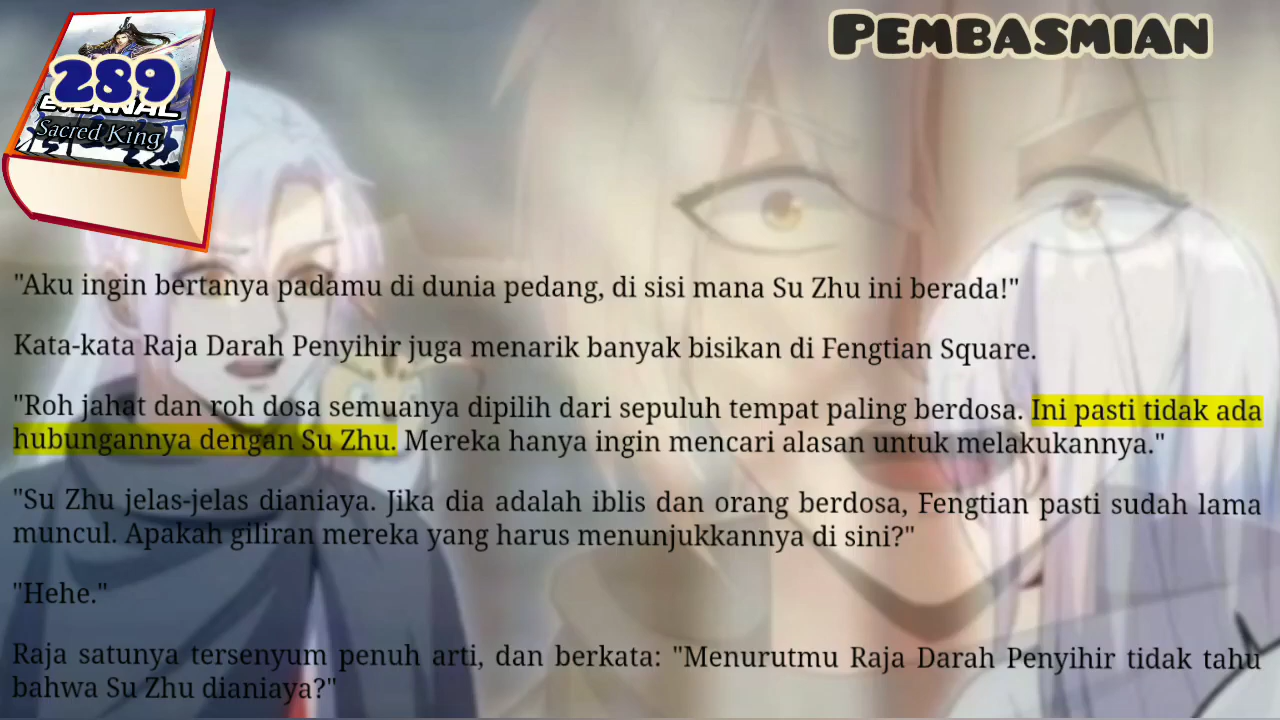 PEMBASMIAN
289
ETERNAL
Sacred King
"Aku ingin bertanya padamu di dunia pedang, di sisi mana Su Zhu ini berada!"
Kata-kata Raja Darah Penyihir juga menarik banyak bisikan di Fengtian Square.
"Roh jahat dan roh dosa semuanya dipilih dari sepuluh tempat paling berdosa. Ini pasti tidak ada
hubungannya dengan Su Zhu. Mereka hanya ingin mencari alasan untuk melakukannya."
"Su Zhu jelas-jelas dianiaya. Jika dia adalah iblis dan orang berdosa, Fengtian pasti sudah lama
muncul. Apakah giliran mereka yang harus menunjukkannya di sini?"
"Hehe."
Raja satunya tersenyum penuh arti, dan berkata: "Menurutmu Raja Darah Penyihir tidak tahu
bahwa Su Zhu dianiaya?"